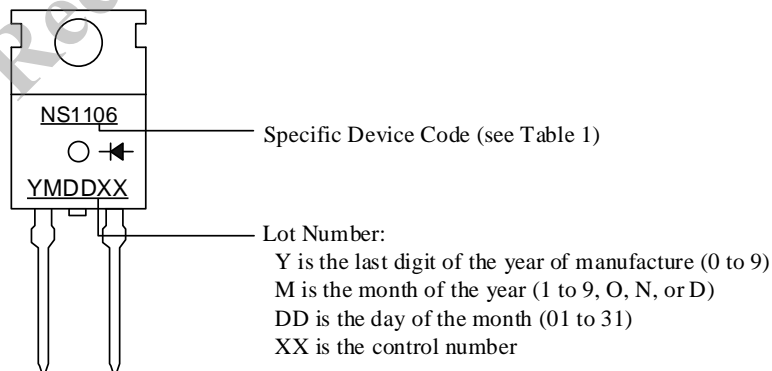 NS1106
Specific Device Code (see Table 1)
YMDDXX
Lot Number:
Y is the last digit of the year of manufacture (0 to 9)
M is the month of the year (1 to 9, O, N, or D)
DD is the day of the month (01 to 31)
XX is the control number